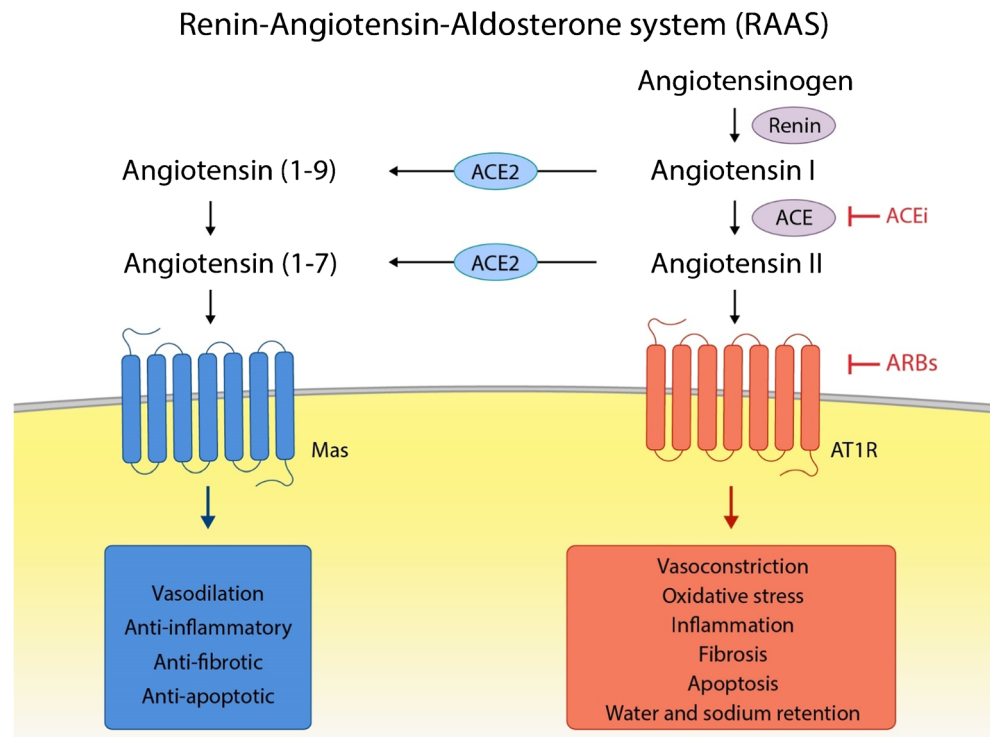 Renin-Angiotensin-Aldosterone system (RAAS)
Angiotensinogen
Renin
Angiotensin (1-9)
ACE2
Angiotensin I
ACE
ACEi
Angiotensin (1-7)
ACE2
Angiotensin II
ARBs
Mas
AT1R
Vasodilation
Anti-inflammatory
Anti-fibrotic
Anti-apoptotic
Vasoconstriction
Oxidative stress
Inflammation
Fibrosis
Apoptosis
Water and sodium retention